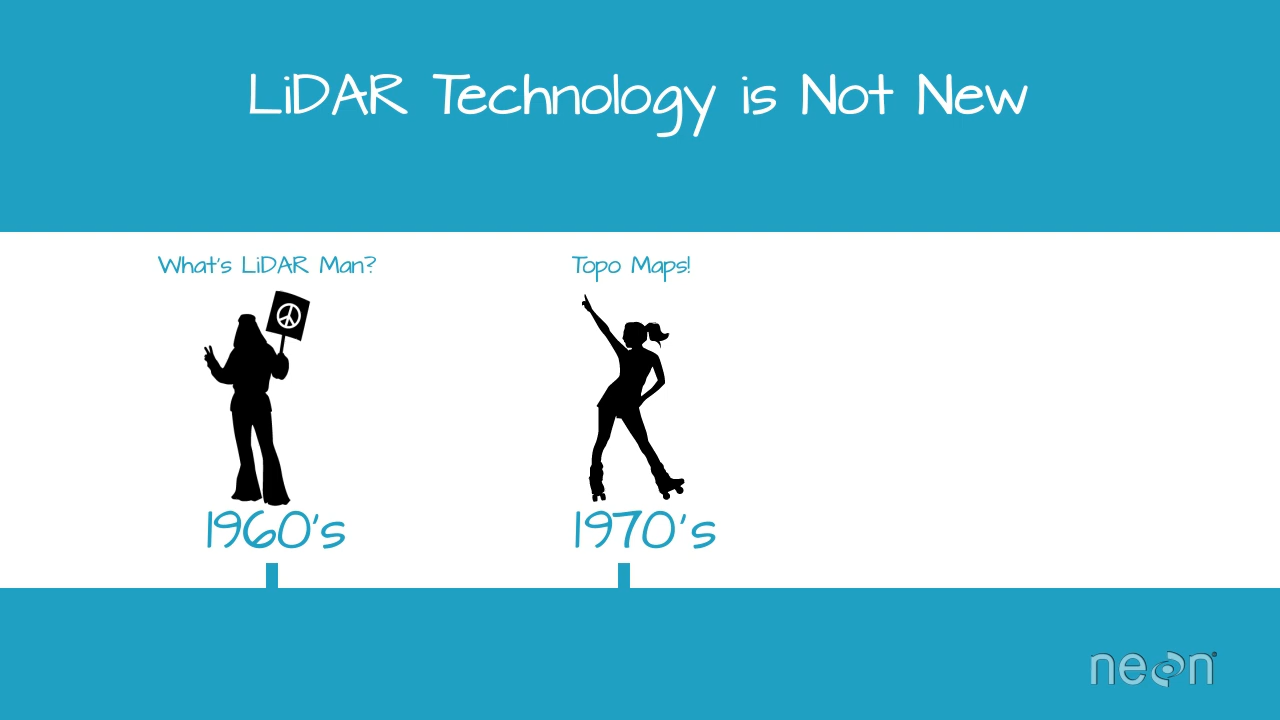 LiDAR Technology is Not New
What's LiDAR Man?
Topo Maps!
1960's
1970's
neon